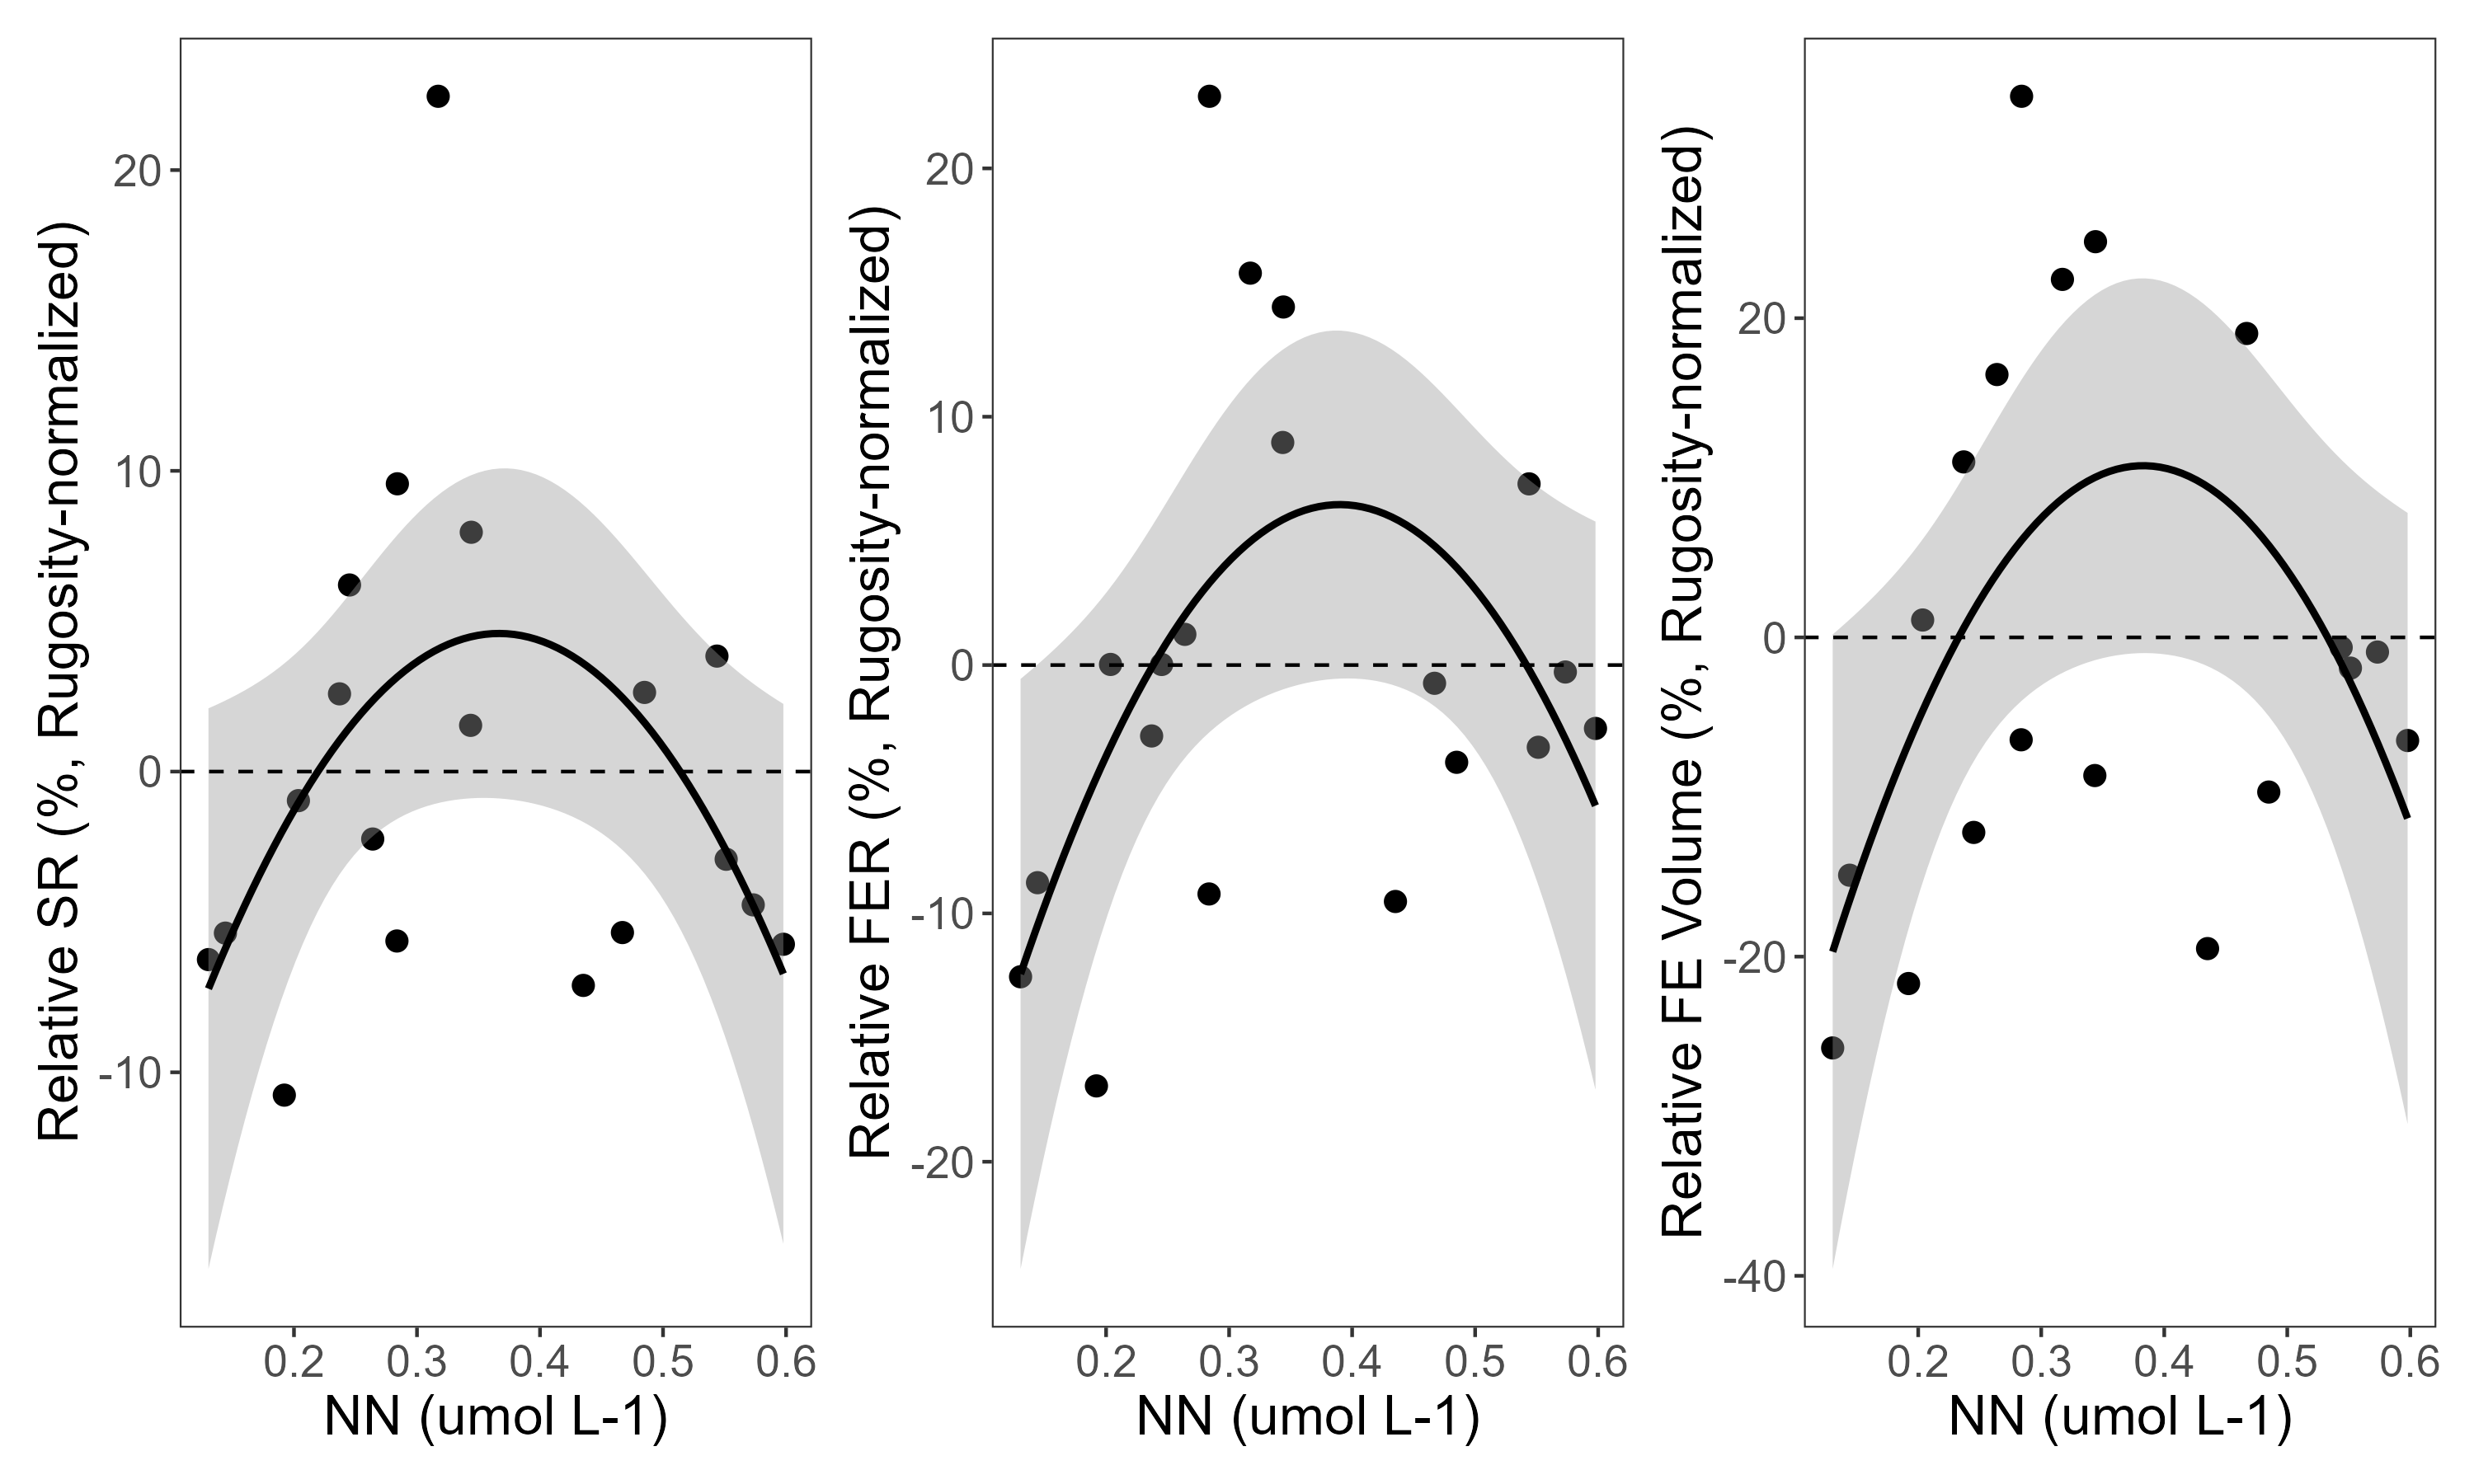 Relative SR (%, Rugosity-normalized)
20
10
0
-10
0.2 0.3 0.4 0.5 0.6
NN (umol L-1)
Relative FER (%, Rugosity-normalized)
20
10
0
-10
-20
0.2 0.3 0.4 0.5 0.6
NN (umol L-1)
Relative FE Volume (%, Rugosity-normalized)
20
0
-20
-40
0.2 0.3 0.4 0.5 0.6
NN (umol L-1)